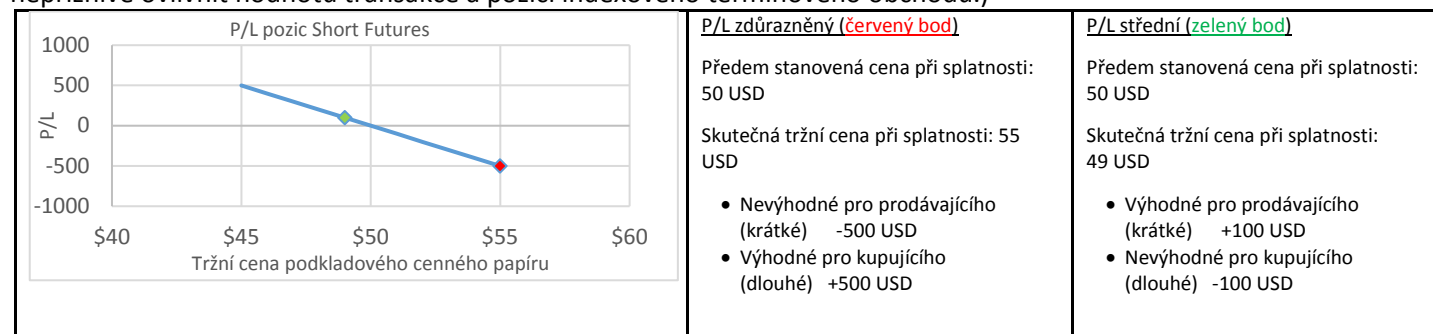 nepříznivě ovlivnit hodnotu transakce a pozici indexového termínového obchodu.)
P/L pozic Short Futures
1000
500
0
-500
-1000
P/L
$40 $45 $50 $55 $60
Tržní cena podkladového cenného papíru
P/L zdůrazněný (červený bod)
Předem stanovená cena při splatnosti:
50 USD
Skutečná tržní cena při splatnosti: 55
USD
• Nevýhodné pro prodávajícího
(krátké) -500 USD
• Výhodné pro kupujícího
(dlouhé) +500 USD
P/L střední (zelený bod)
Předem stanovená cena při splatnosti:
50 USD
Skutečná tržní cena při splatnosti:
49 USD
• Výhodné pro prodávajícího
(krátké) +100 USD
• Nevýhodné pro kupujícího
(dlouhé) -100 USD